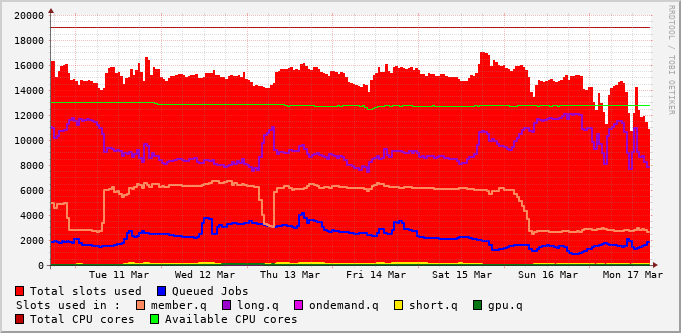 20000
18000
16000
14000
12000
10000
8000
6000
4000
2000
0
Tue 11 Mar Wed 12 Mar Thu 13 Mar Fri 14 Mar Sat 15 Mar Sun 16 Mar Mon 17 Mar
Total slots used Queued Jobs
Slots used in : member.q long.q ondemand.q short.q gpu.q
Total CPU cores Available CPU cores
RRDTOOL / TOBI OETIKER